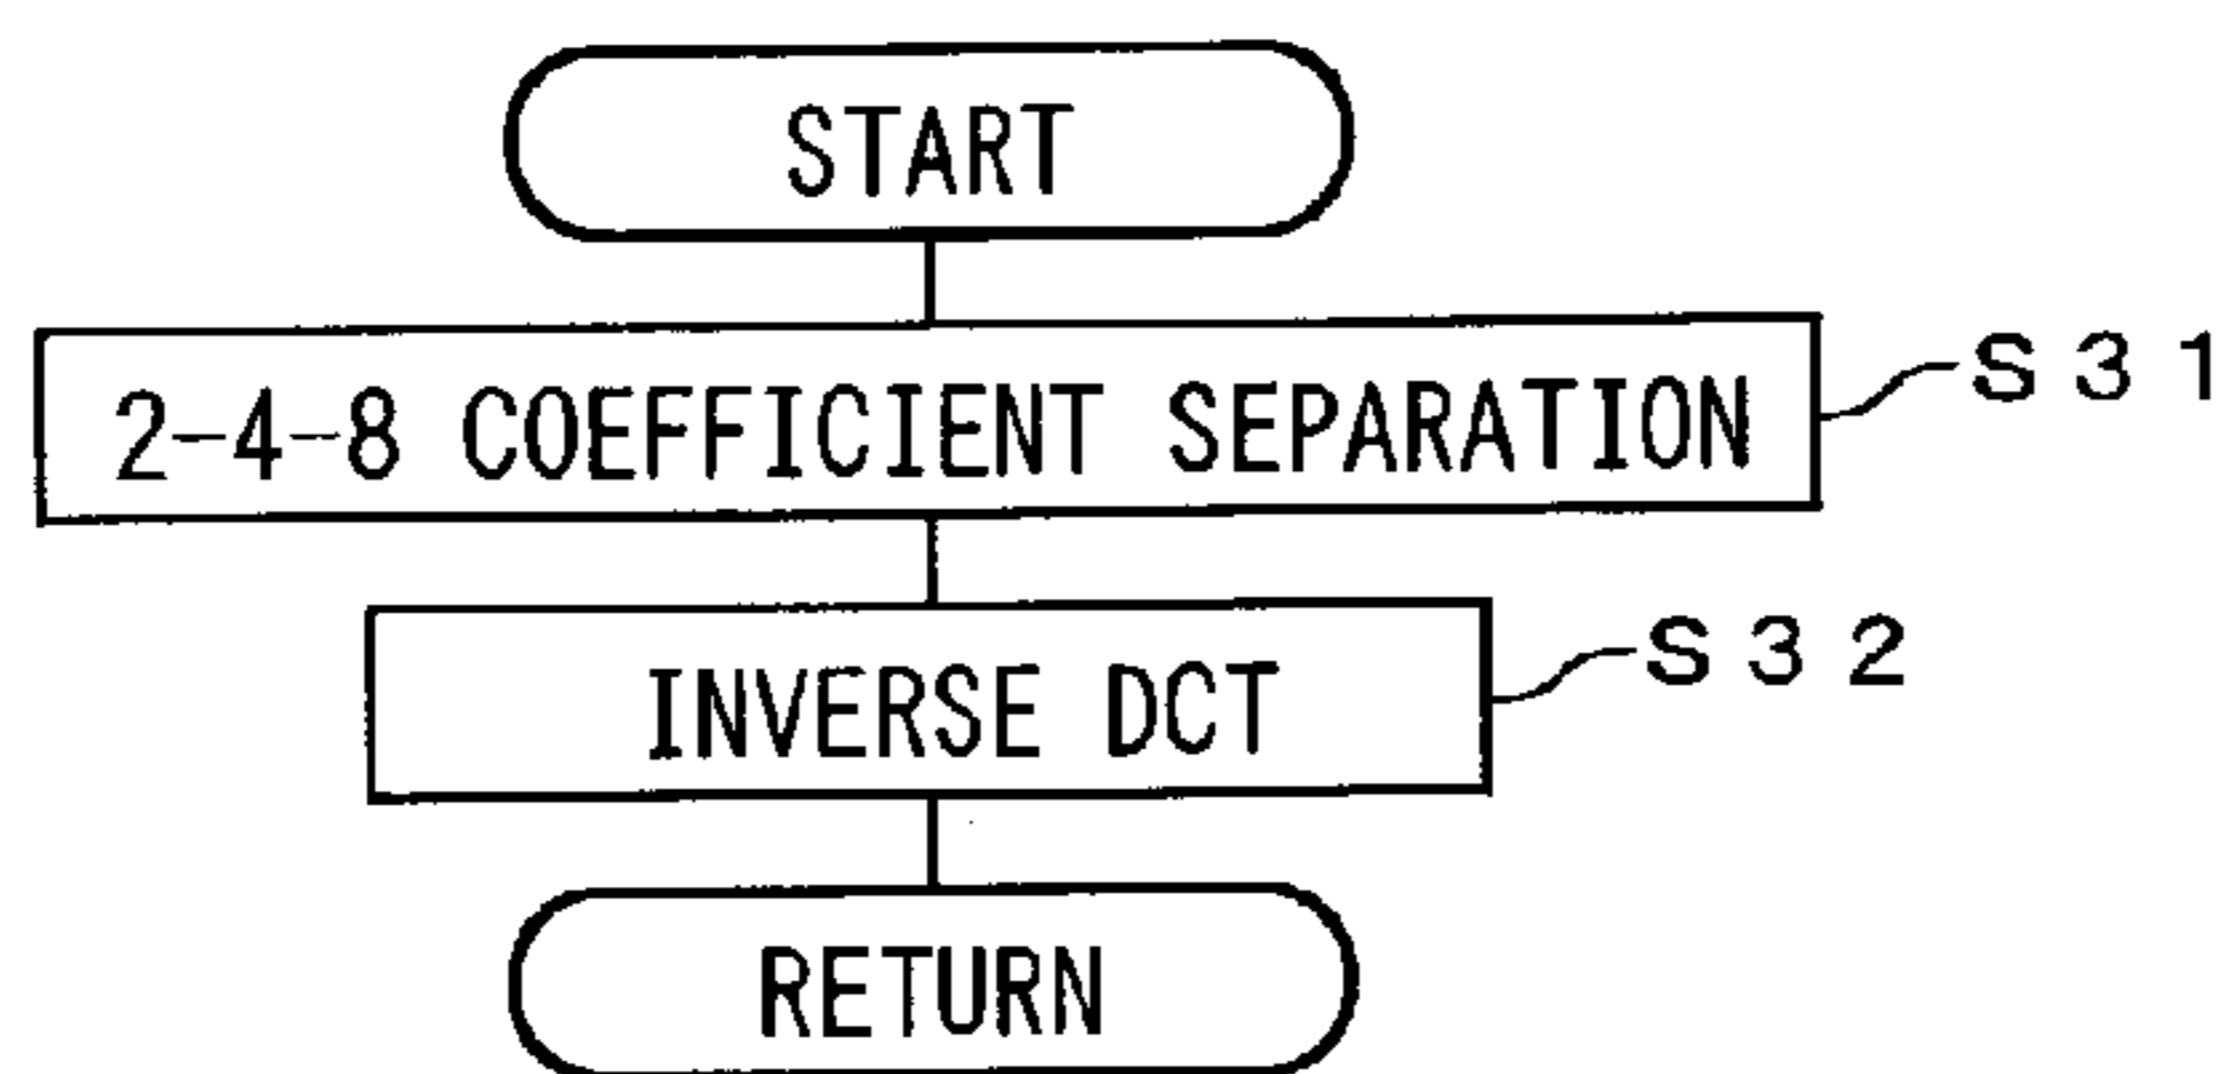 START
2-4-8 COEFFICIENT SEPARATION
S31
INVERSE DCT
S32
RETURN